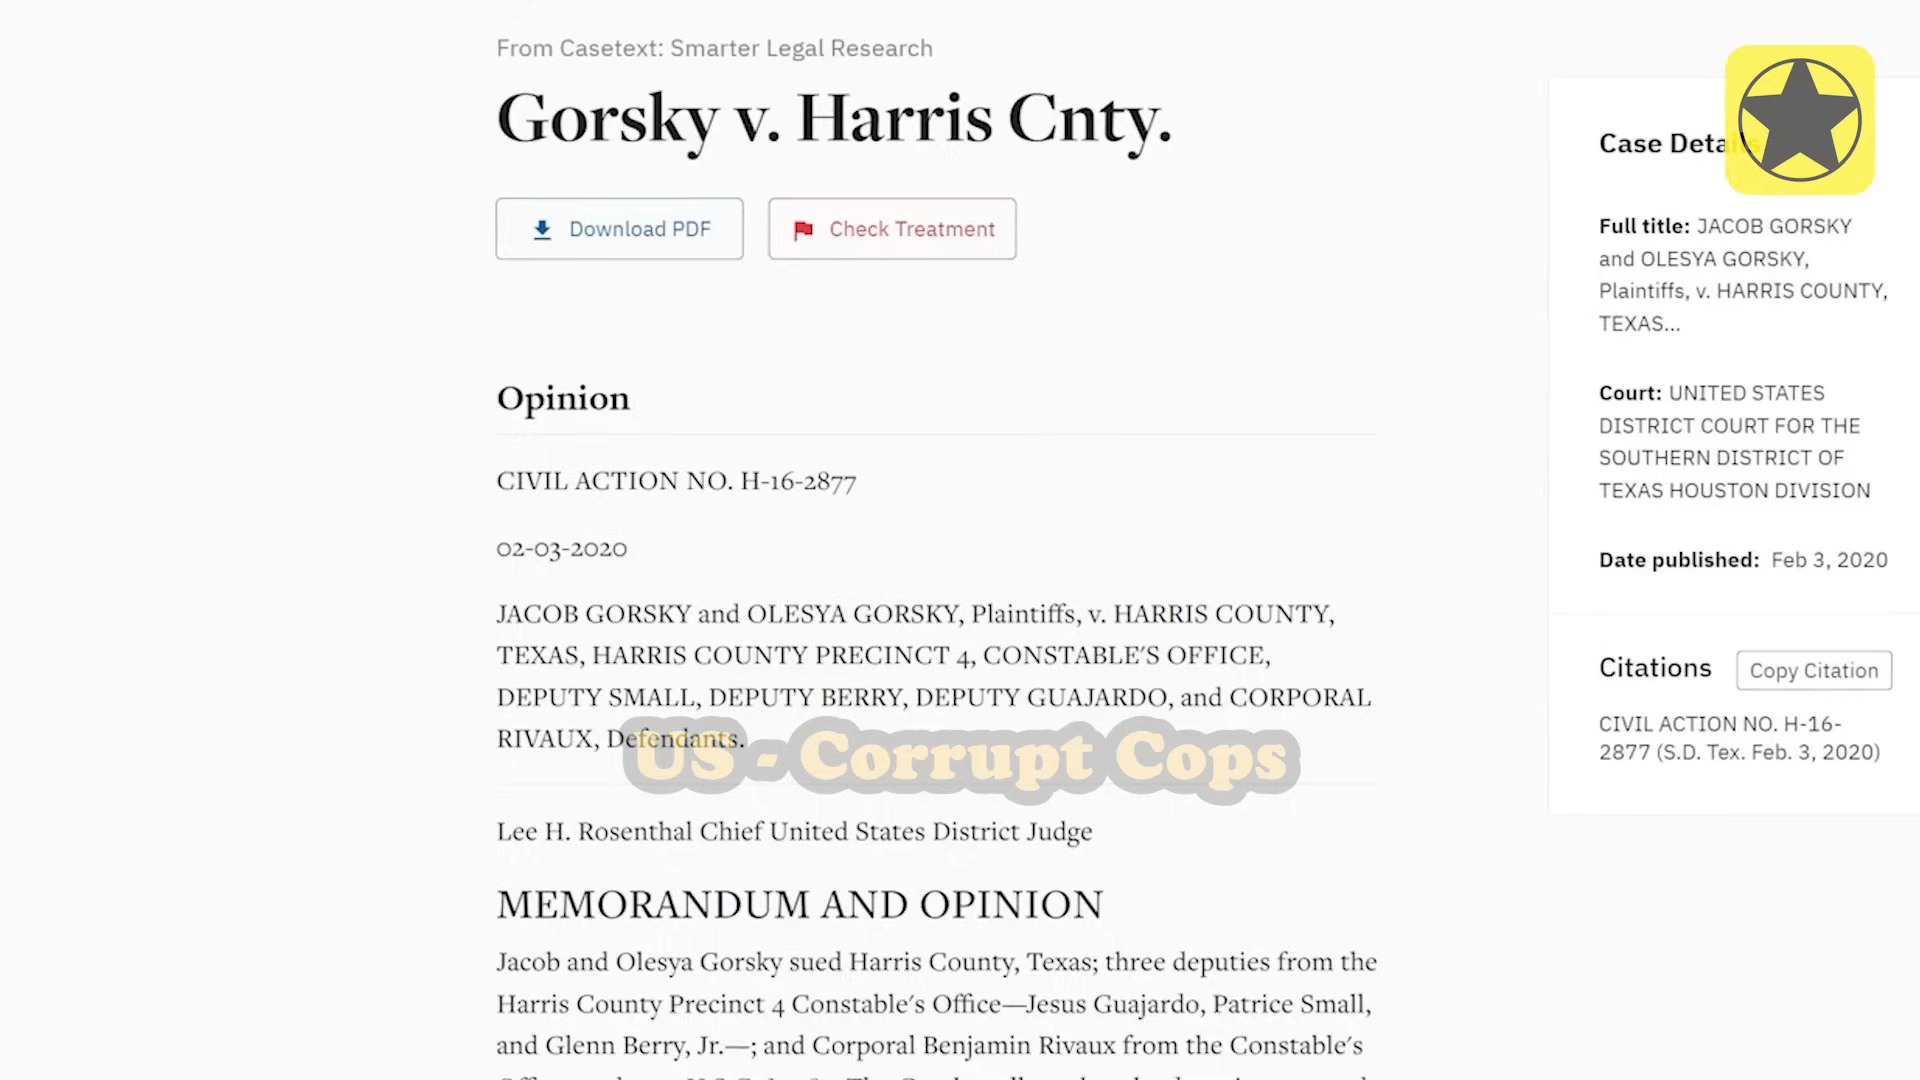 From Casetext: Smarter Legal Research
Gorsky v. Harris Cnty.
Download PDF
Check Treatment
Opinion
CIVIL ACTION NO. H-16-2877
02-03-2020
JACOB GORSKY and OLESYA GORSKY, Plaintiffs, v. HARRIS COUNTY,
TEXAS, HARRIS COUNTY PRECINCT 4, CONSTABLE'S OFFICE,
DEPUTY SMALL, DEPUTY BERRY, DEPUTY GUAJARDO, and CORPORAL
RIVAUX, Defendants.
US - Corrupt Cops
Lee H. Rosenthal Chief United States District Judge
MEMORANDUM AND OPINION
Jacob and Olesya Gorsky sued Harris County, Texas; three deputies from the
Harris County Precinct 4 Constable's Office—Jesus Guajardo, Patrice Small,
and Glenn Berry, Jr.—; and Corporal Benjamin Rivaux from the Constable's
Case Details
Full title: JACOB GORSKY
and OLESYA GORSKY,
Plaintiffs, v. HARRIS COUNTY,
TEXAS...
Court: UNITED STATES
DISTRICT COURT FOR THE
SOUTHERN DISTRICT OF
TEXAS HOUSTON DIVISION
Date published: Feb 3, 2020
Citations
Copy Citation
CIVIL ACTION NO. H-16-
2877 (S.D. Tex. Feb. 3, 2020)